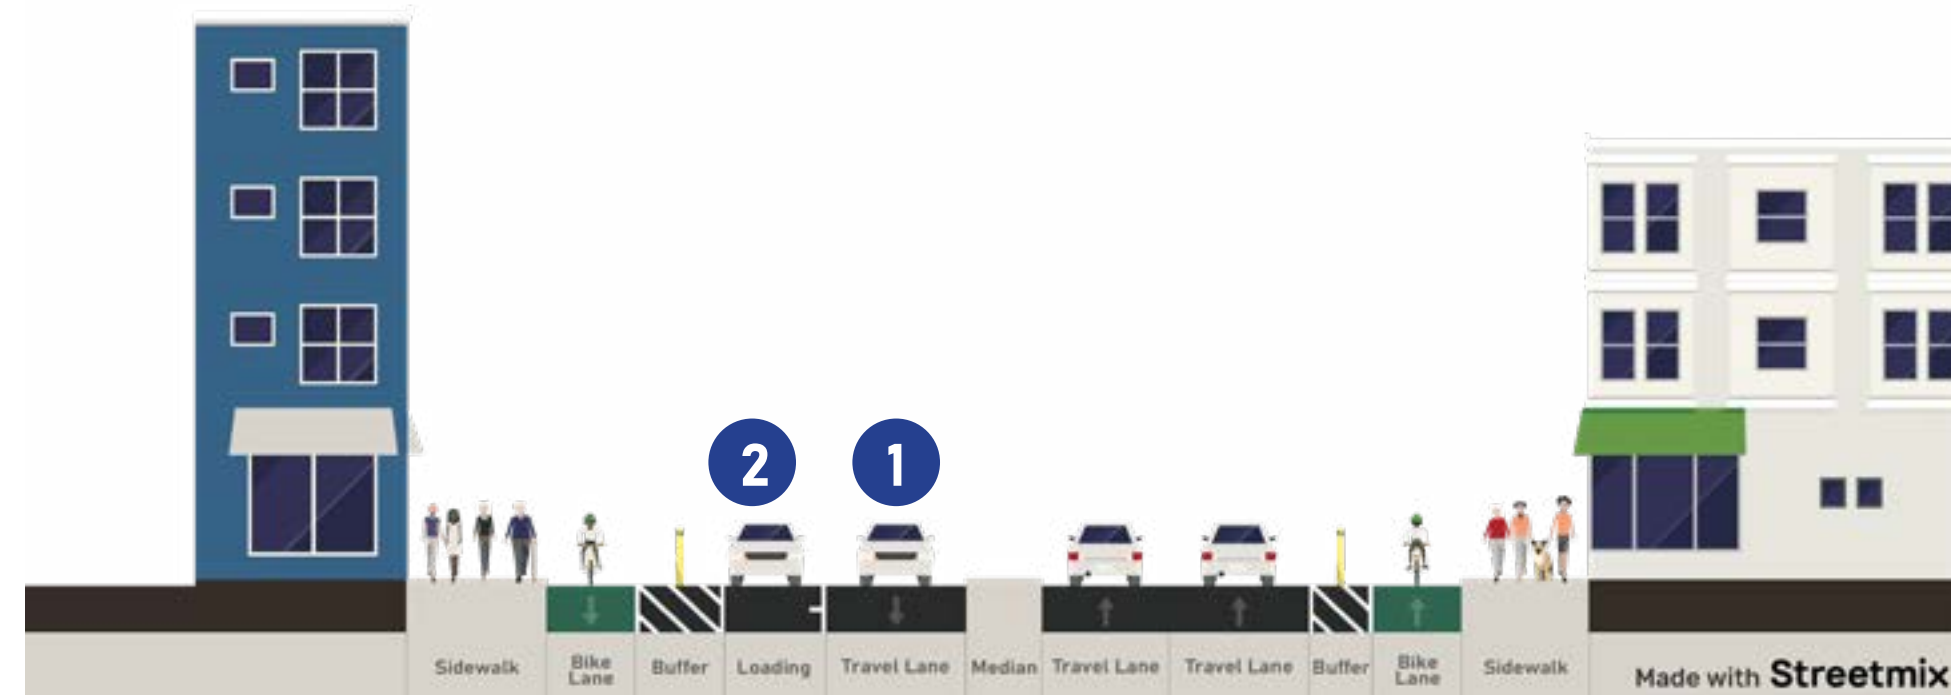 2
1
Sidewalk
Bike
Lane
Buffer
Loading
Travel Lane
Median
Travel Lane
Travel Lane
Buffer
Bike
Lane
Sidewalk
Made with Streetmix